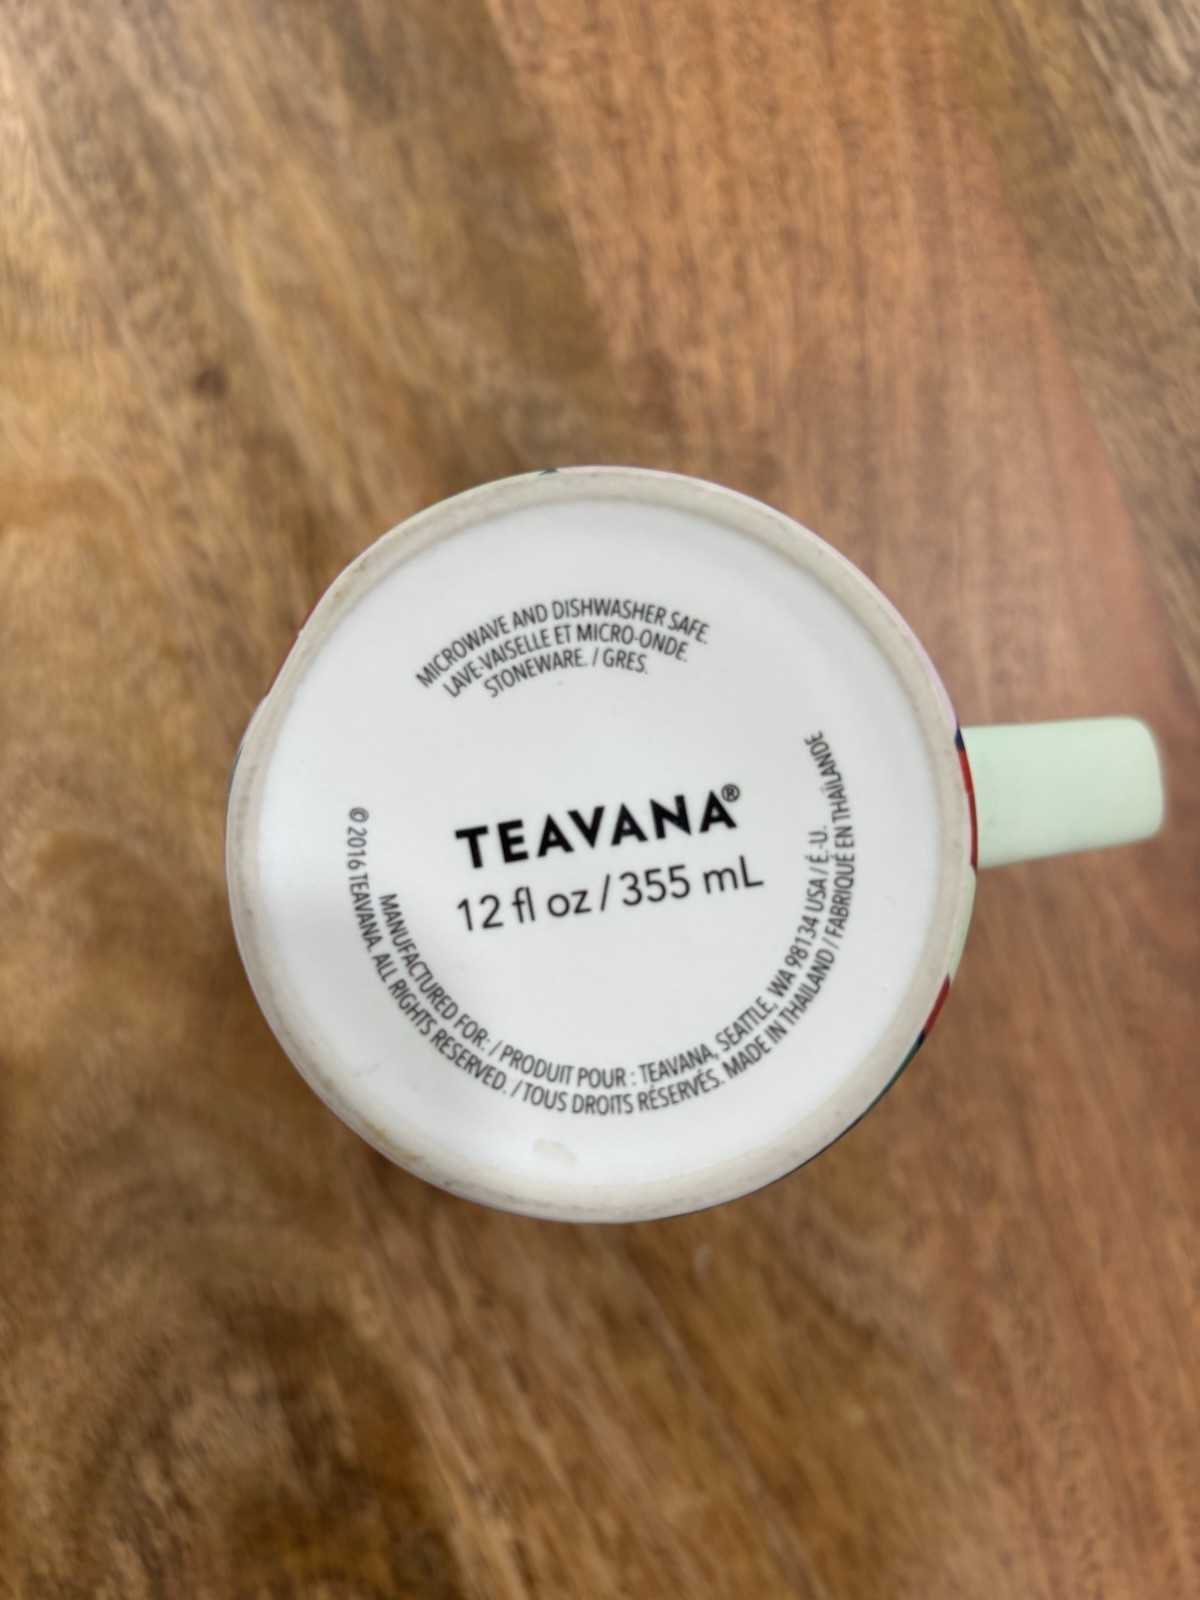 MICROWAVE AND DISHWASHER SAFE.
LAVE-VAISELLE ET MICRO-ONDE.
STONEWARE. / GRES.
TEAVANA®
12 fl oz / 355 mL
MANUFACTURED FOR: / PRODUIT POUR : TEAVANA, SEATTLE, WA 98134 USA / É.-U.
© 2016 TEAVANA. ALL RIGHTS RESERVED. / TOUS DROITS RÉSERVÉS. MADE IN THAILAND / FABRIQUÉ EN THAÏLANDE